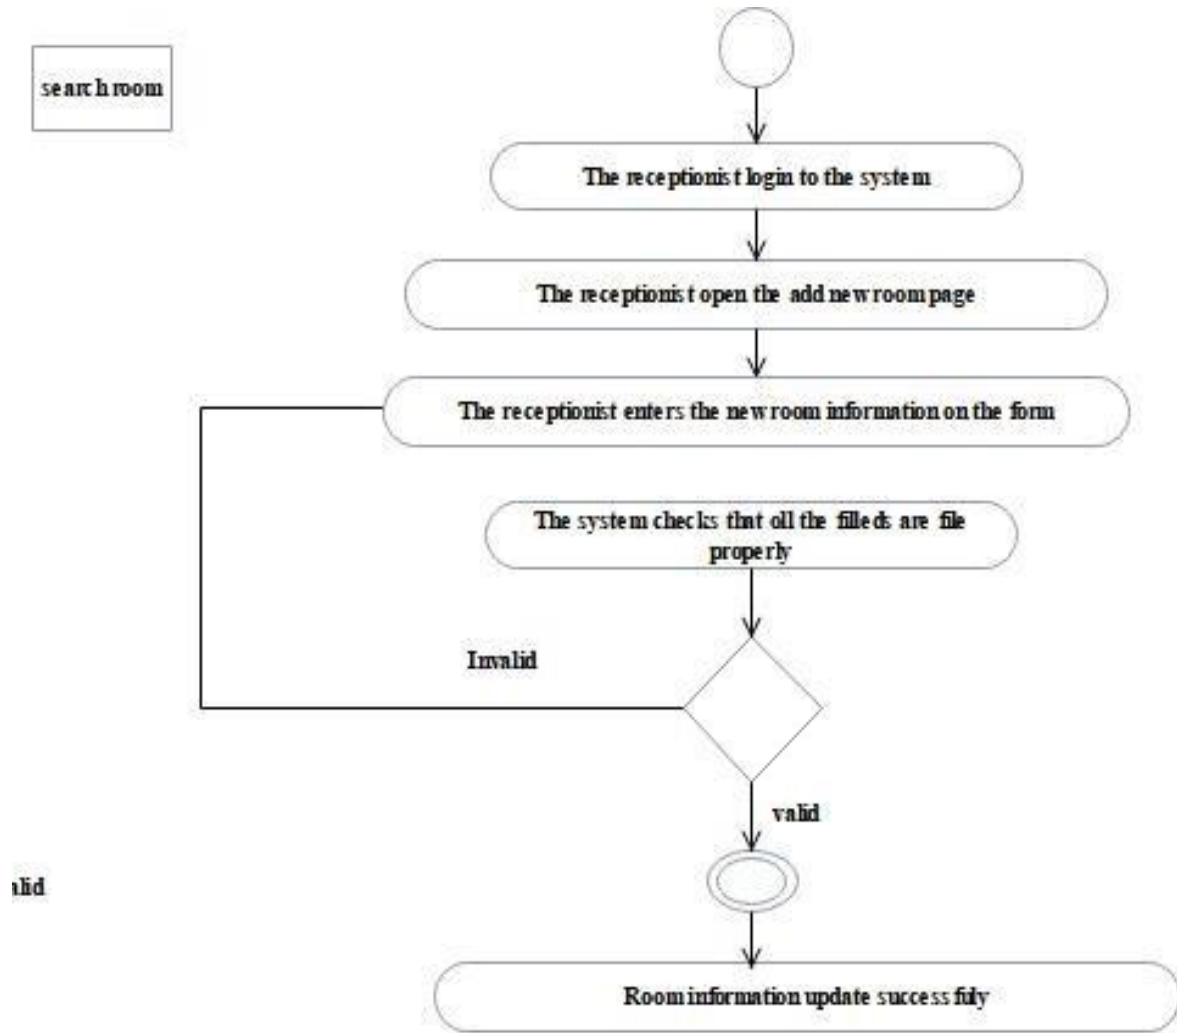 search room
The receptionist login to the system
The receptionist open the add new room page
The receptionist enters the new room information on the form
The system checks that oll the filleds are file
properly
Invalid
valid
alid
Room information update successfuly